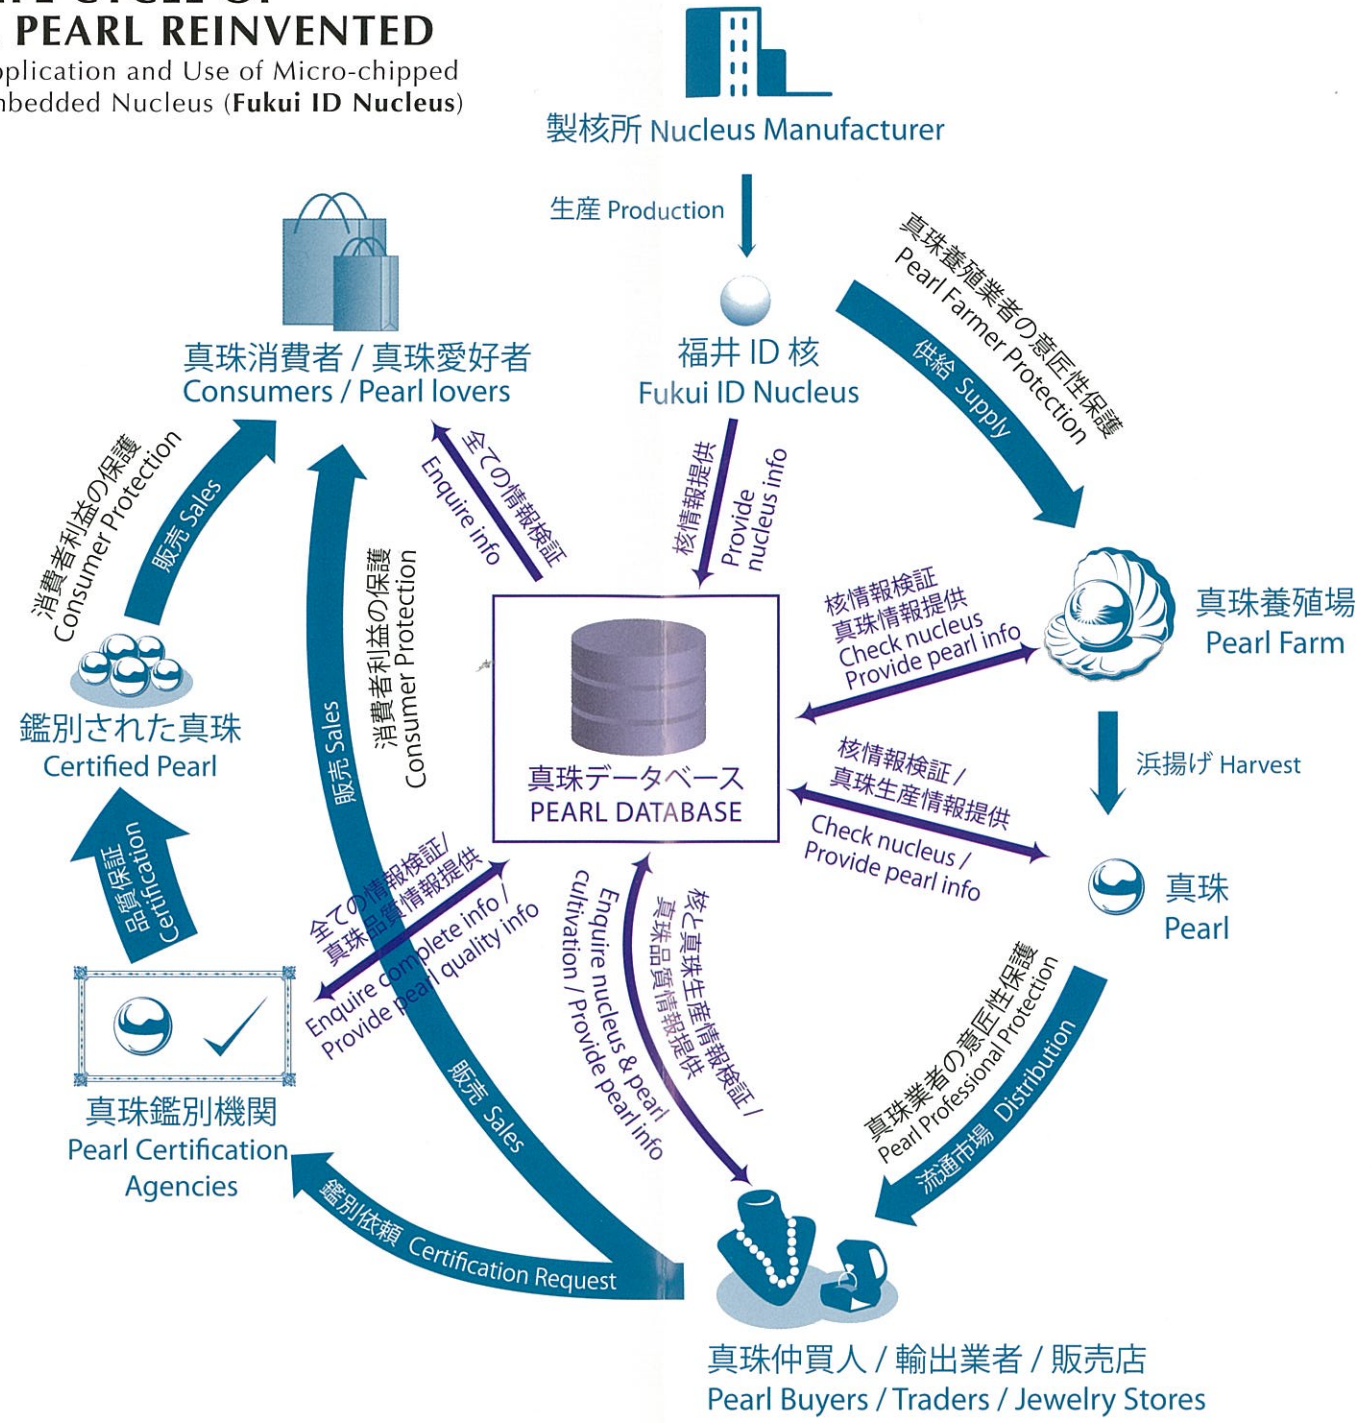 PEARL REINVENTED
Application and Use of Micro-chipped
Embedded Nucleus (Fukui ID Nucleus)
製核所 Nucleus Manufacturer
生産 Production
福井 ID 核
Fukui ID Nucleus
真珠養殖業者の意匠性保護
Pearl Farmer Protection
供給 Supply
真珠消費者 / 真珠愛好者
Consumers / Pearl lovers
消費者利益の保護
Consumer Protection
販売 Sales
全ての情報検証
Enquire info
核情報提供
Provide
nucleus info
核情報検証
真珠情報提供
Check nucleus
Provide pearl info
真珠養殖場
Pearl Farm
浜揚げ Harvest
鑑別された真珠
Certified Pearl
販売 Sales
消費者利益の保護
Consumer Protection
真珠データベース
PEARL DATABASE
核情報検証 /
真珠生産情報提供
Check nucleus /
Provide pearl info
真珠
Pearl
品質保証
Certification
全ての情報検証/
真珠品質情報提供
Enquire complete info /
Provide pearl quality info
核と真珠生産情報検証 /
真珠品質情報提供
Enquire nucleus & pearl
cultivation / Provide pearl info
真珠業者の意匠性保護
Pearl Professional Protection
流通市場 Distribution
真珠鑑別機関
Pearl Certification
Agencies
販売 Sales
鑑別依頼 Certification Request
真珠仲買人 / 輸出業者 / 販売店
Pearl Buyers / Traders / Jewelry Stores